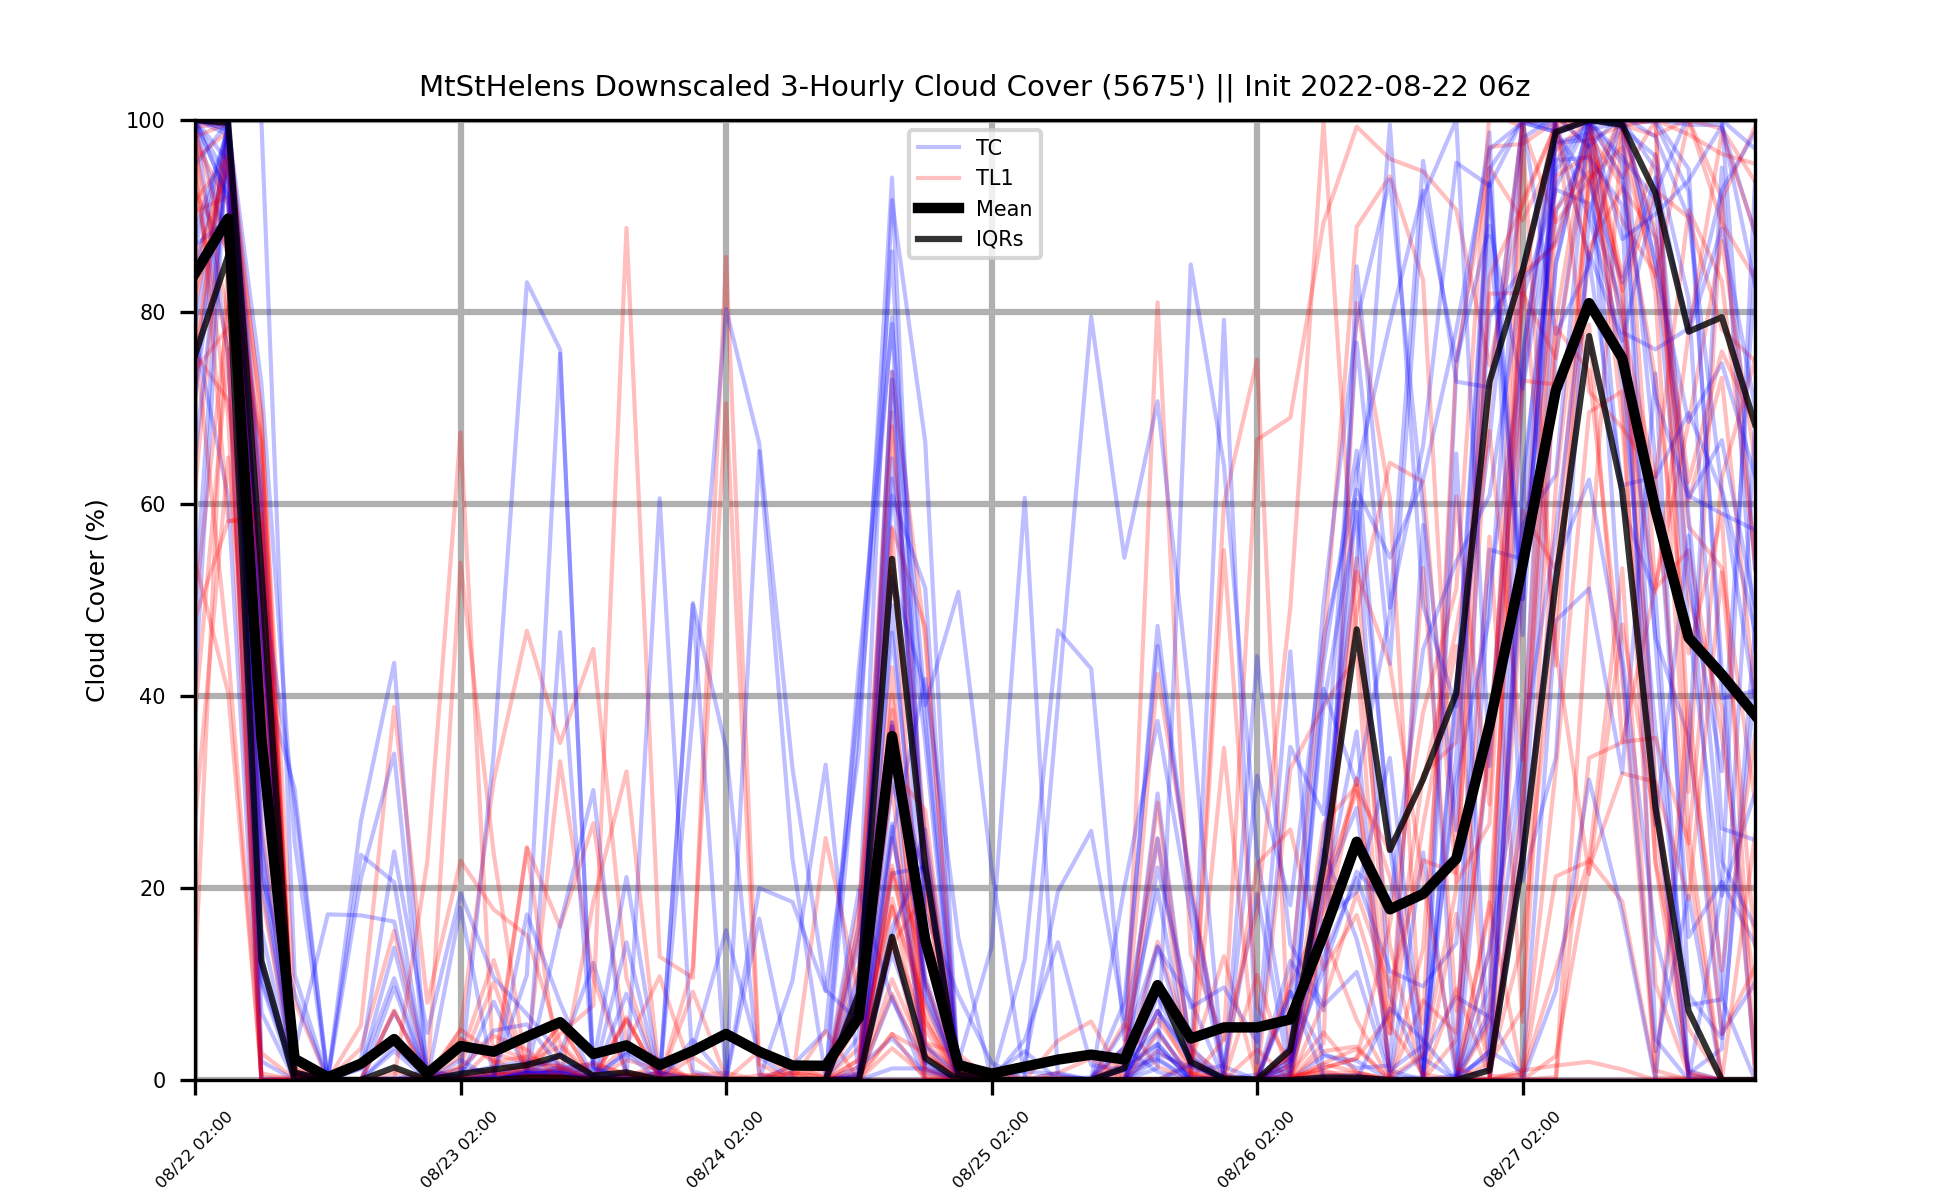 MtStHelens Downscaled 3-Hourly Cloud Cover (5675') || Init 2022-08-22 06z
TC
TL1
Mean
IQRs
Cloud Cover (%)
100
80
60
40
20
0
08/22 02:00
08/23 02:00
08/24 02:00
08/25 02:00
08/26 02:00
08/27 02:00